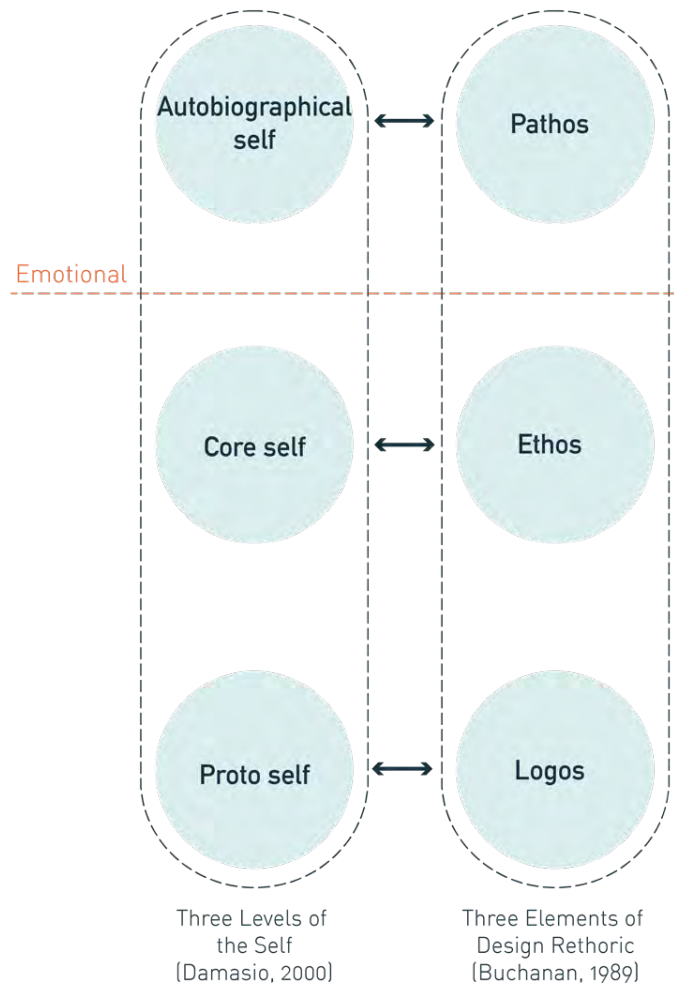 Autobiographical
self
Pathos
Emotional
Core self
Ethos
Proto self
Logos
Three Levels of
the Self
(Damasio, 2000)
Three Elements of
Design Rethoric
(Buchanan, 1989)